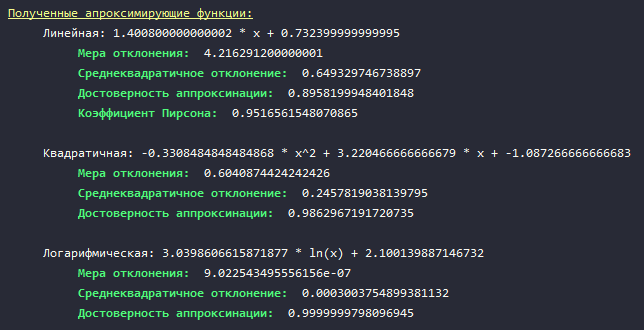 Полученные апроксимирующие функции:
Линейная: 1.400800000000002 * x + 0.732399999999995
Мера отклонения: 4.216291200000001
Среднеквадратичное отклонение: 0.649329746738897
Достоверность аппроксинации: 0.8958199948401848
Коэффициент Пирсона: 0.9516561548070865
Квадратичная: -0.3308484848484868 * x^2 + 3.220466666666679 * x + -1.087266666666683
Мера отклонения: 0.6040874424242426
Среднеквадратичное отклонение: 0.2457819038139795
Достоверность аппроксинации: 0.9862967191720735
Логарифмическая: 3.0398606615871877 * ln(x) + 2.100139887146732
Мера отклонения: 9.022543495556156e-07
Среднеквадратичное отклонение: 0.0003003754899381132
Достоверность аппроксинации: 0.9999999798096945